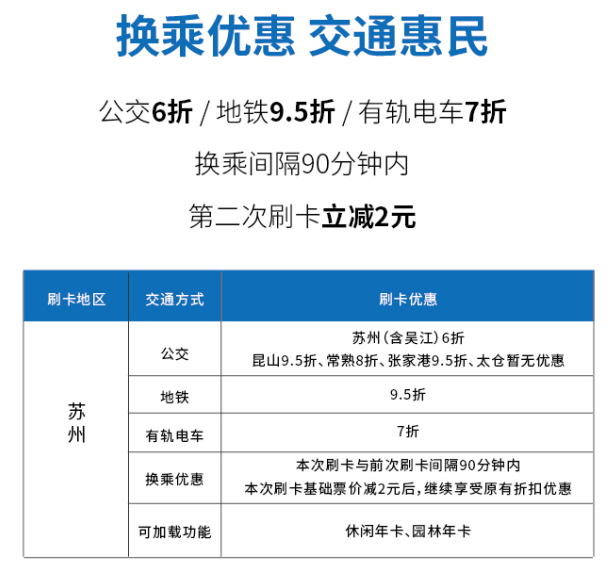 换乘优惠 交通惠民
公交6折 / 地铁9.5折 / 有轨电车7折
换乘间隔90分钟内
第二次刷卡立减2元
刷卡地区 交通方式 刷卡优惠
苏州
公交
苏州(含吴江)6折
昆山9.5折、常熟8折、张家港9.5折、太仓暂无优惠
地铁 9.5折
有轨电车 7折
换乘优惠
本次刷卡与前次刷卡间隔90分钟内
本次刷卡基础票价减2元后,继续享受原有折扣优惠
可加载功能 休闲年卡、园林年卡